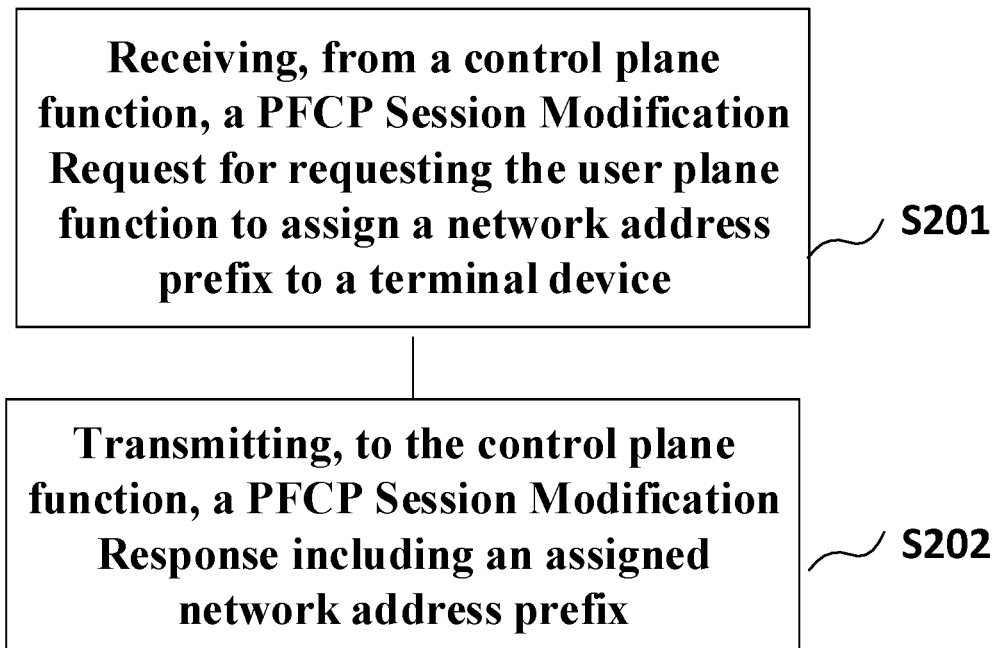 Receiving, from a control plane
function, a PFCP Session Modification
Request for requesting the user plane
function to assign a network address
prefix to a terminal device
S201
Transmitting, to the control plane
function, a PFCP Session Modification
Response including an assigned
network address prefix
S202